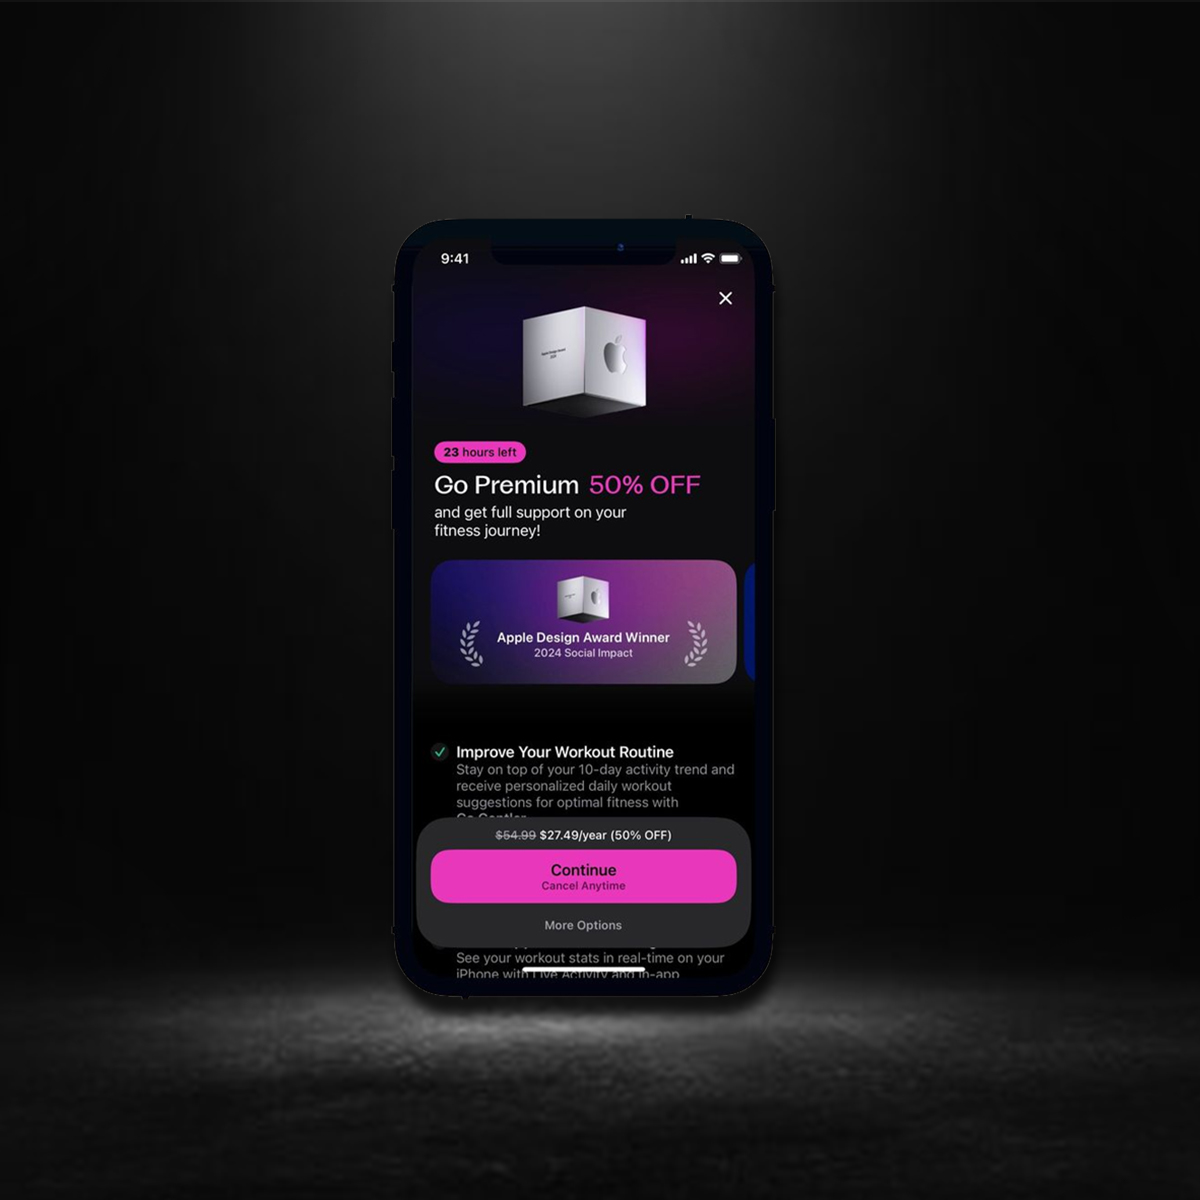 9:41
23 hours left
Go Premium 50% OFF
and get full support on your
fitness journey!
Apple Design Award Winner
2024 Social Impact
Improve Your Workout Routine
Stay on top of your 10-day activity trend and
receive personalized daily workout
suggestions for optimal fitness with
$54.99 $27.49/year (50% OFF)
Continue
Cancel Anytime
More Options
See your workout stats in real-time on your
iPhone with Live Activity and in-app